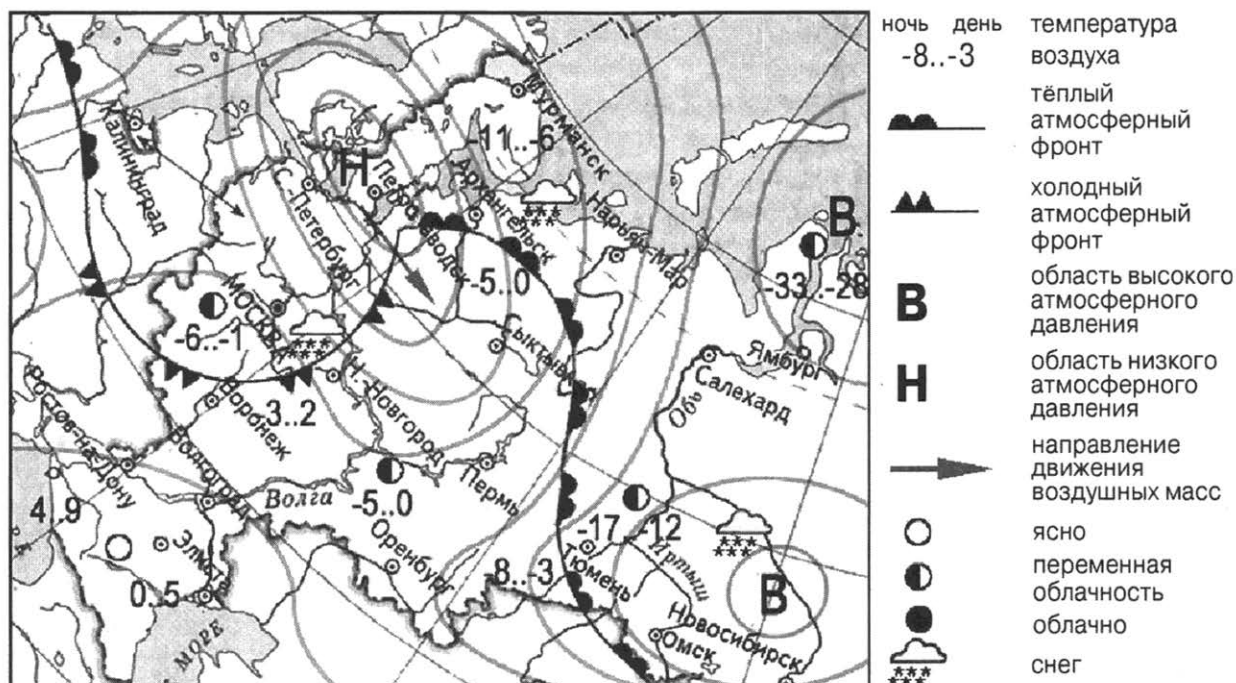 Мурманск
-11..-6
Калининград
Н
С.-Петербург
Архангельск
Нарьян-Мар
В
-33..-28
-5..0
МОСКВА
-6..-1
Сыктывкар
Ямбург
Салехард
Обь
Н.-Новгород
Воронеж
3..2
Ростов-на-Дону
Волгоград
Волга
Пермь
-5..0
Оренбург
4..9
Элиста
0..5
МОРЕ
-17..-12
Иртыш
Тюмень
-8..-3
В
Новосибирск
Омск
ночь день
-8..-3
температура
воздуха
тёплый
атмосферный
фронт
холодный
атмосферный
фронт
В
область высокого
атмосферного
давления
Н
область низкого
атмосферного
давления
направление
движения
воздушных масс
ясно
переменная
облачность
облачно
снег